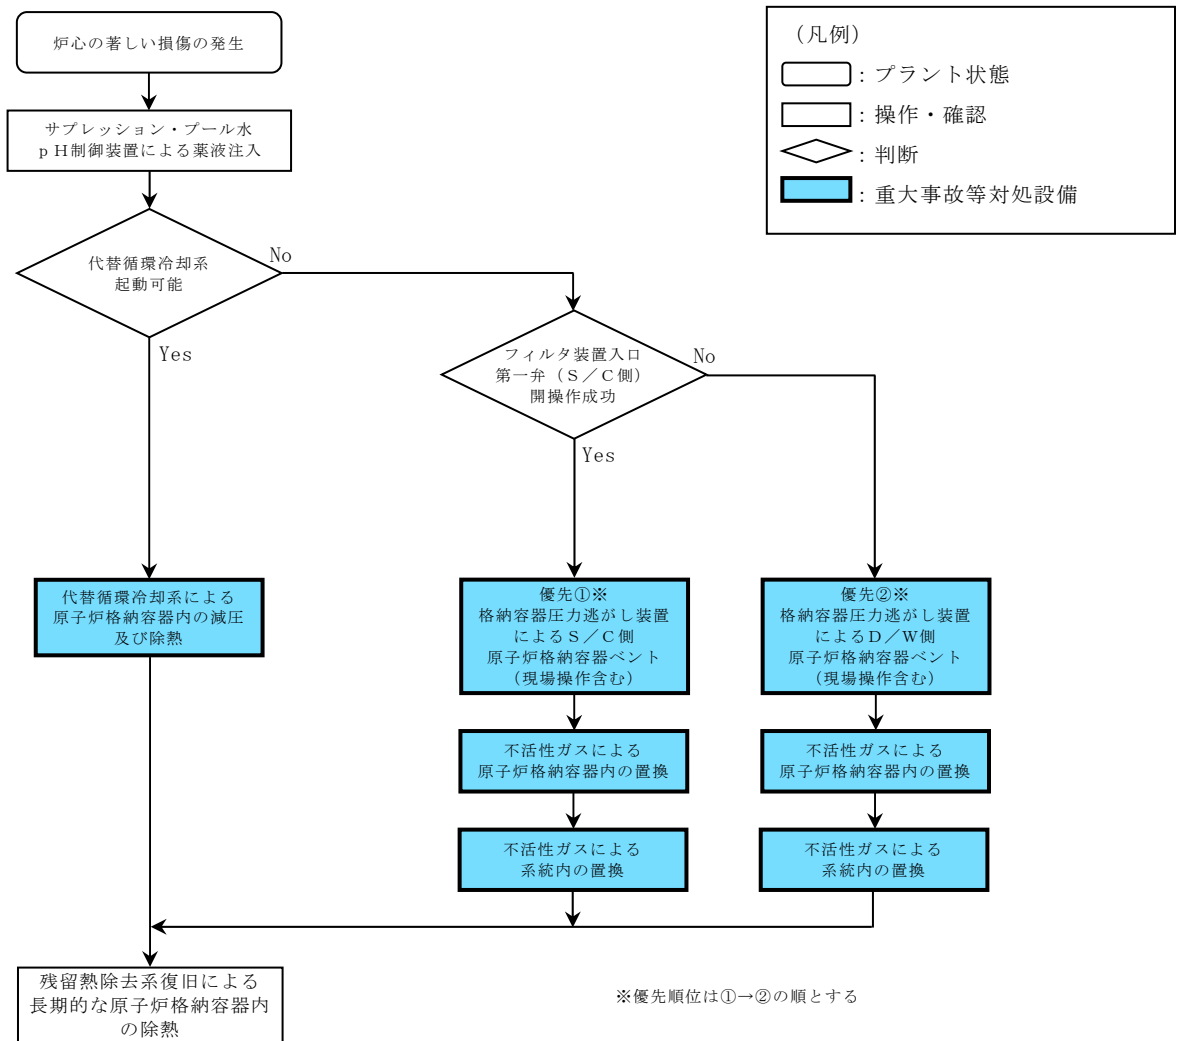 炉心の著しい損傷の発生
サプレッション・プール水
ｐＨ制御装置による薬液注入
代替循環冷却系
起動可能
No
Yes
フィルタ装置入口
第一弁（Ｓ／Ｃ側）
開操作成功
No
Yes
代替循環冷却系による
原子炉格納容器内の減圧
及び除熱
優先①※
格納容器圧力逃がし装置
によるＳ／Ｃ側
原子炉格納容器ベント
（現場操作含む）
優先②※
格納容器圧力逃がし装置
によるＤ／Ｗ側
原子炉格納容器ベント
（現場操作含む）
不活性ガスによる
原子炉格納容器内の置換
不活性ガスによる
原子炉格納容器内の置換
不活性ガスによる
系統内の置換
不活性ガスによる
系統内の置換
残留熱除去系復旧による
長期的な原子炉格納容器内
の除熱
※優先順位は①→②の順とする
（凡例）
：プラント状態
：操作・確認
：判断
：重大事故等対処設備